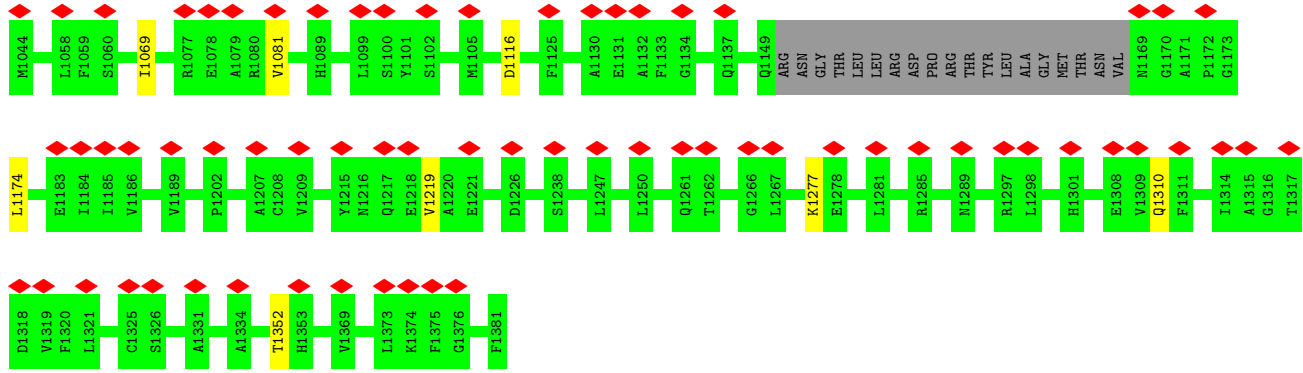 M1044 L1058 F1059 S1060 I1069 R1077 E1078 A1079 R1080 V1081 H1089 L1099 S1100 Y1101 S1102 M1105 D1116 F1125 A1130 E1131 A1132 F1133 G1134 Q1137 Q1149 ARG ASN GLY THR LEU LEU ARG ASP PRO ARG THR TYR LEU ALA GLY MET THR ASN VAL N1169 G1170 A1171 P1172 G1173
L1174 E1183 I1184 I1185 V1186 V1189 P1202 A1207 C1208 V1209 Y1215 N1216 Q1217 E1218 V1219 A1220 E1221 D1226 S1238 L1247 L1250 Q1261 T1262 G1266 L1267 K1277 E1278 L1281 R1285 N1289 R1297 L1298 H1301 E1308 V1309 Q1310 F1311 I1314 A1315 G1316 T1317
D1318 V1319 F1320 L1321 C1325 S1326 A1331 A1334 T1352 H1353 V1369 L1373 K1374 F1375 G1376 F1381